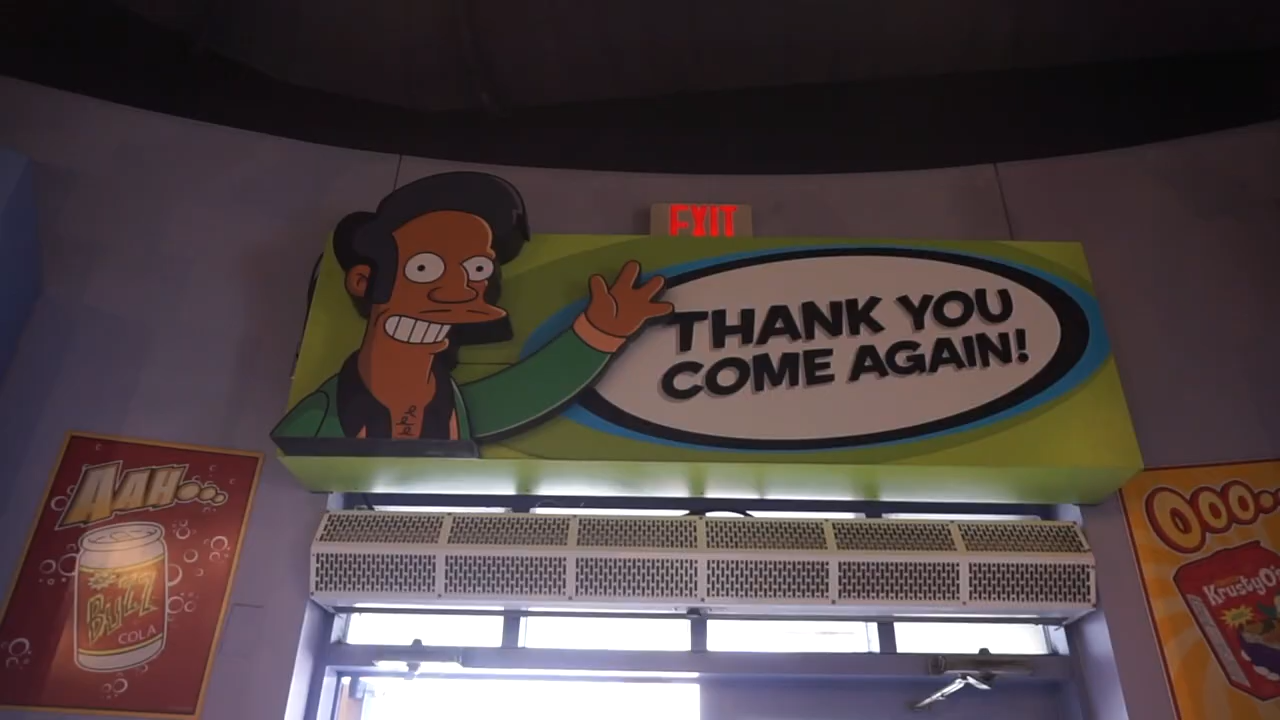 EXIT
THANK YOU
COME AGAIN!
AAH...
BUZZ
COLA
OOO...
KrustyO's